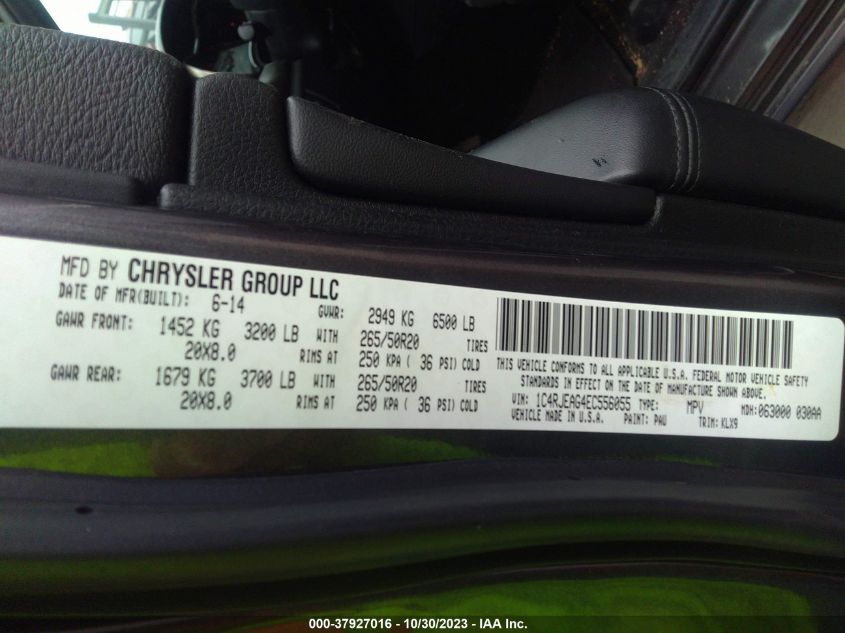 MFD BY CHRYSLER GROUP LLC
DATE OF MFR(BUILT): 6-14 GVWR: 2949 KG 6500 LB
GAWR FRONT: 1452 KG 3200 LB WITH 265/50R20 TIRES
20X8.0 RIMS AT 250 KPA ( 36 PSI) COLD
GAWR REAR: 1679 KG 3700 LB WITH 265/50R20 TIRES
20X8.0 RIMS AT 250 KPA ( 36 PSI) COLD
THIS VEHICLE CONFORMS TO ALL APPLICABLE U.S.A. FEDERAL MOTOR VEHICLE SAFETY
STANDARDS IN EFFECT ON THE DATE OF MANUFACTURE SHOWN ABOVE.
VIN: 1C4RJEAG4EC556055 TYPE: MPV MDH: 063000 030AA
VEHICLE MADE IN U.S.A. PAINT: PAU TRIM: KLX9
000-37927016 - 10/30/2023 - IAA Inc.